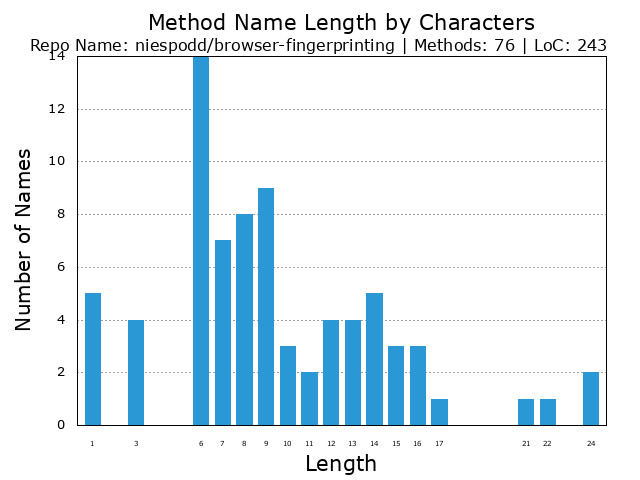 Method Name Length by Characters
Repo Name: niespodd/browser-fingerprinting | Methods: 76 | LoC: 243
14
12
10
8
6
4
2
0
Number of Names
1 3 6 7 8 9 10 11 12 13 14 15 16 17 21 22 24
Length